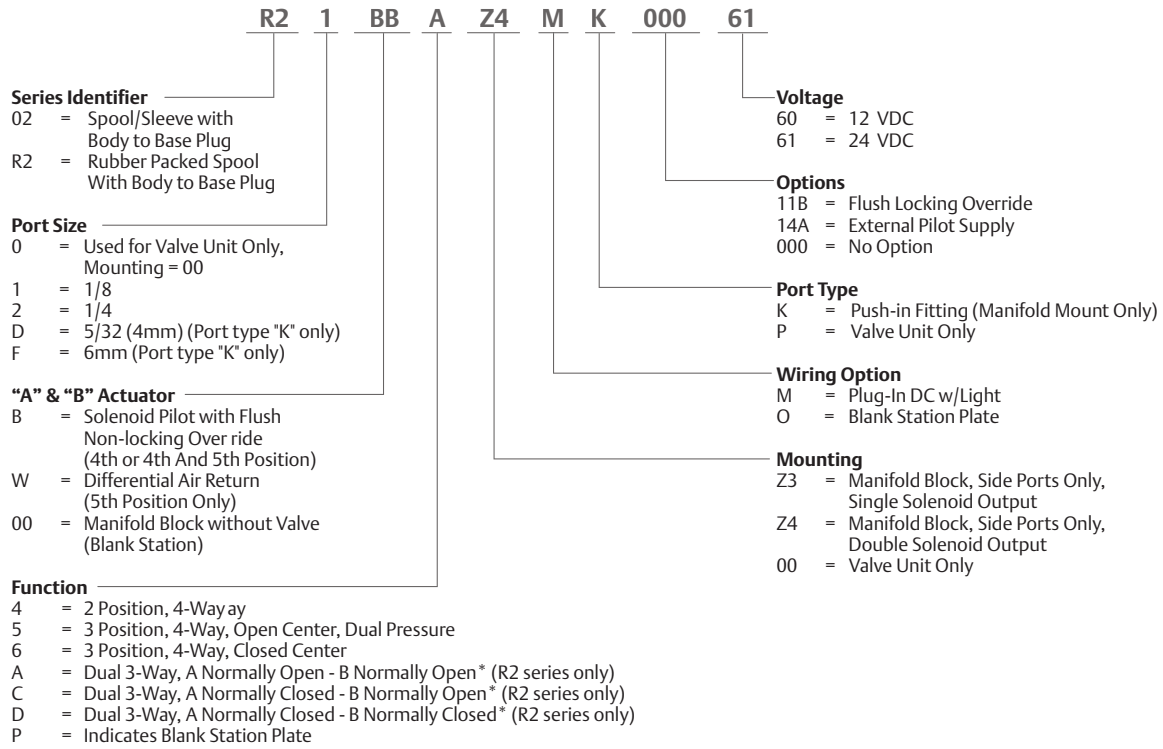 R2 1 BB A Z4 M K 000 61
Series Identifier
02 = Spool/Sleeve with
Body to Base Plug
R2 = Rubber Packed Spool
With Body to Base Plug
Port Size
0 = Used for Valve Unit Only,
Mounting = 00
1 = 1/8
2 = 1/4
D = 5/32 (4mm) (Port type "K" only)
F = 6mm (Port type "K" only)
“A” & “B” Actuator
B = Solenoid Pilot with Flush
Non-locking Over ride
(4th or 4th And 5th Position)
W = Differential Air Return
(5th Position Only)
00 = Manifold Block without Valve
(Blank Station)
Function
4 = 2 Position, 4-Way ay
5 = 3 Position, 4-Way, Open Center, Dual Pressure
6 = 3 Position, 4-Way, Closed Center
A = Dual 3-Way, A Normally Open - B Normally Open* (R2 series only)
C = Dual 3-Way, A Normally Closed - B Normally Open* (R2 series only)
D = Dual 3-Way, A Normally Closed - B Normally Closed* (R2 series only)
P = Indicates Blank Station Plate
Voltage
60 = 12 VDC
61 = 24 VDC
Options
11B = Flush Locking Override
14A = External Pilot Supply
000 = No Option
Port Type
K = Push-in Fitting (Manifold Mount Only)
P = Valve Unit Only
Wiring Option
M = Plug-In DC w/Light
O = Blank Station Plate
Mounting
Z3 = Manifold Block, Side Ports Only,
Single Solenoid Output
Z4 = Manifold Block, Side Ports Only,
Double Solenoid Output
00 = Valve Unit Only